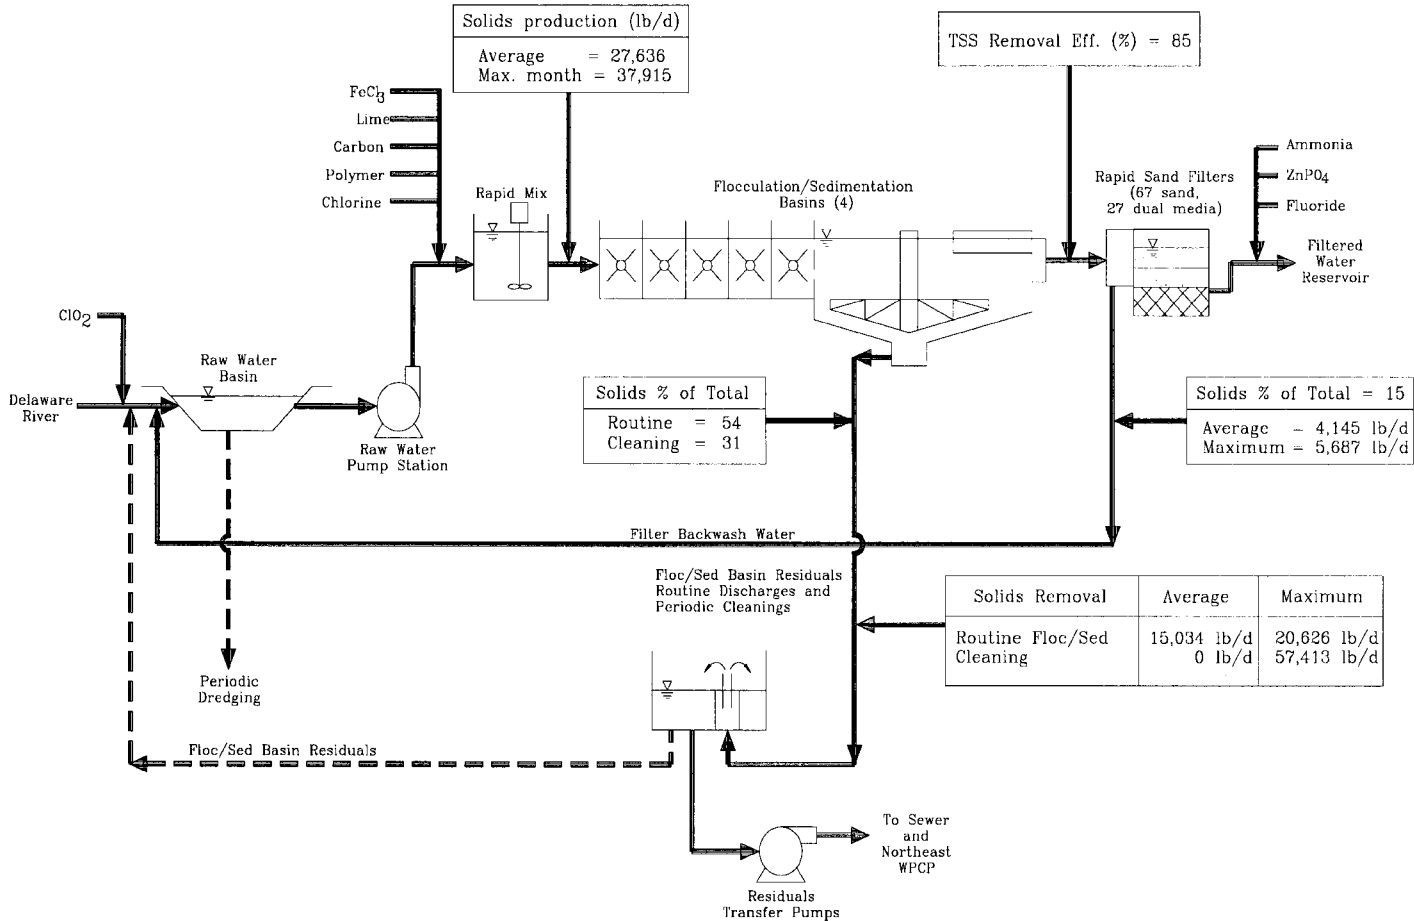 Solids production (lb/d)
Average = 27,636
Max. month = 37,915
TSS Removal Eff. (%) = 85
FeCl3
Lime
Carbon
Polymer
Chlorine
Rapid Mix
Flocculation/Sedimentation
Basins (4)
Rapid Sand Filters
(67 sand,
27 dual media)
Ammonia
ZnPO4
Fluoride
Filtered
Water
Reservoir
ClO2
Raw Water
Basin
Delaware
River
Raw Water
Pump Station
Solids % of Total
Routine = 54
Cleaning = 31
Solids % of Total = 15
Average – 4,145 lb/d
Maximum = 5,687 lb/d
Filter Backwash Water
Floc/Sed Basin Residuals
Routine Discharges and
Periodic Cleanings
Solids Removal Average Maximum
Routine Floc/Sed 15,034 lb/d 20,626 lb/d
Cleaning 0 lb/d 57,413 lb/d
Periodic
Dredging
Floc/Sed Basin Residuals
To Sewer
and
Northeast
WPCP
Residuals
Transfer Pumps